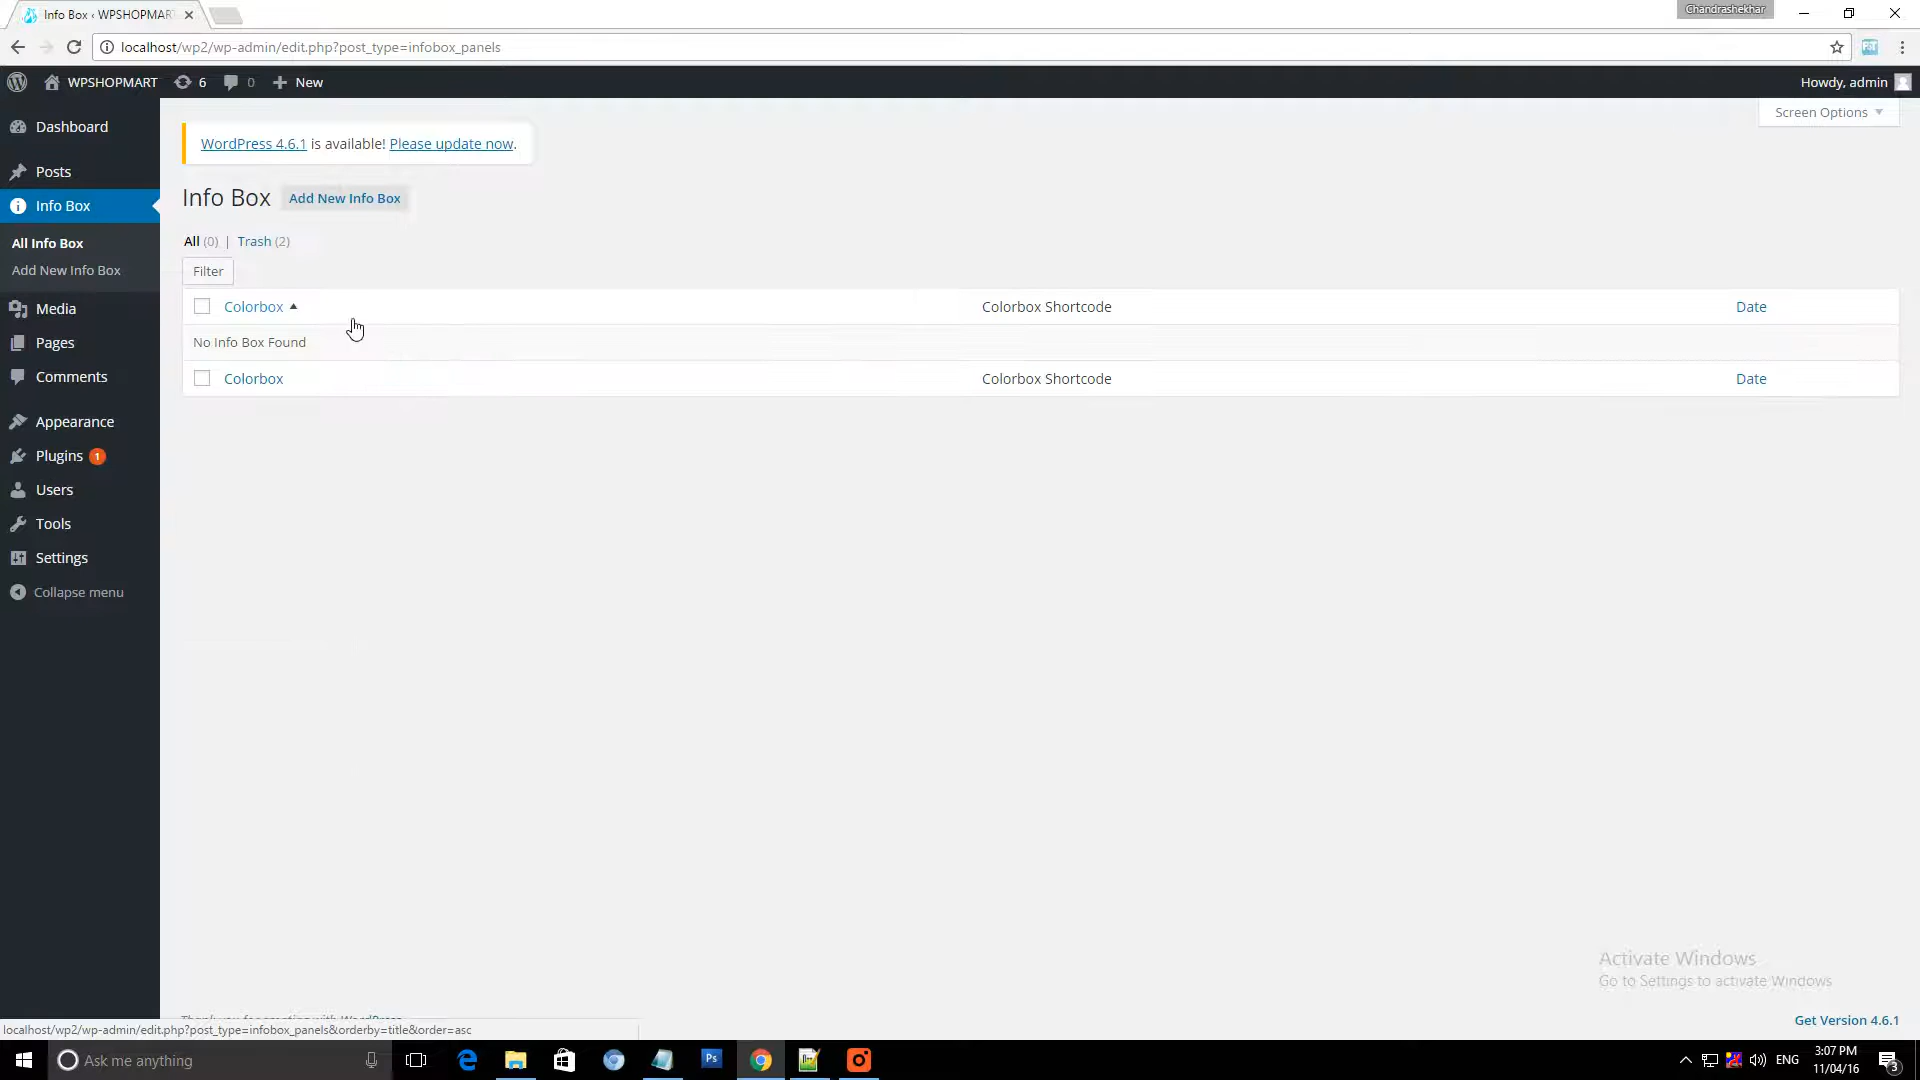 Info Box ‹ WPSHOPMAR
Chandrashekhar
localhost/wp2/wp-admin/edit.php?post_type=infobox_panels
WPSHOPMART 6 0 New
Howdy, admin
Screen Options
Dashboard
Posts
Info Box
All Info Box
Add New Info Box
Media
Pages
Comments
Appearance
Plugins 1
Users
Tools
Settings
Collapse menu
WordPress 4.6.1 is available! Please update now.
Info Box Add New Info Box
All (0) | Trash (2)
Filter
Colorbox Colorbox Shortcode Date
No Info Box Found
Colorbox Colorbox Shortcode Date
Activate Windows
Go to Settings to activate Windows
Get Version 4.6.1
localhost/wp2/wp-admin/edit.php?post_type=infobox_panels&orderby=title&order=asc
Ask me anything
Ps
ENG
3:07 PM
11/04/16
3